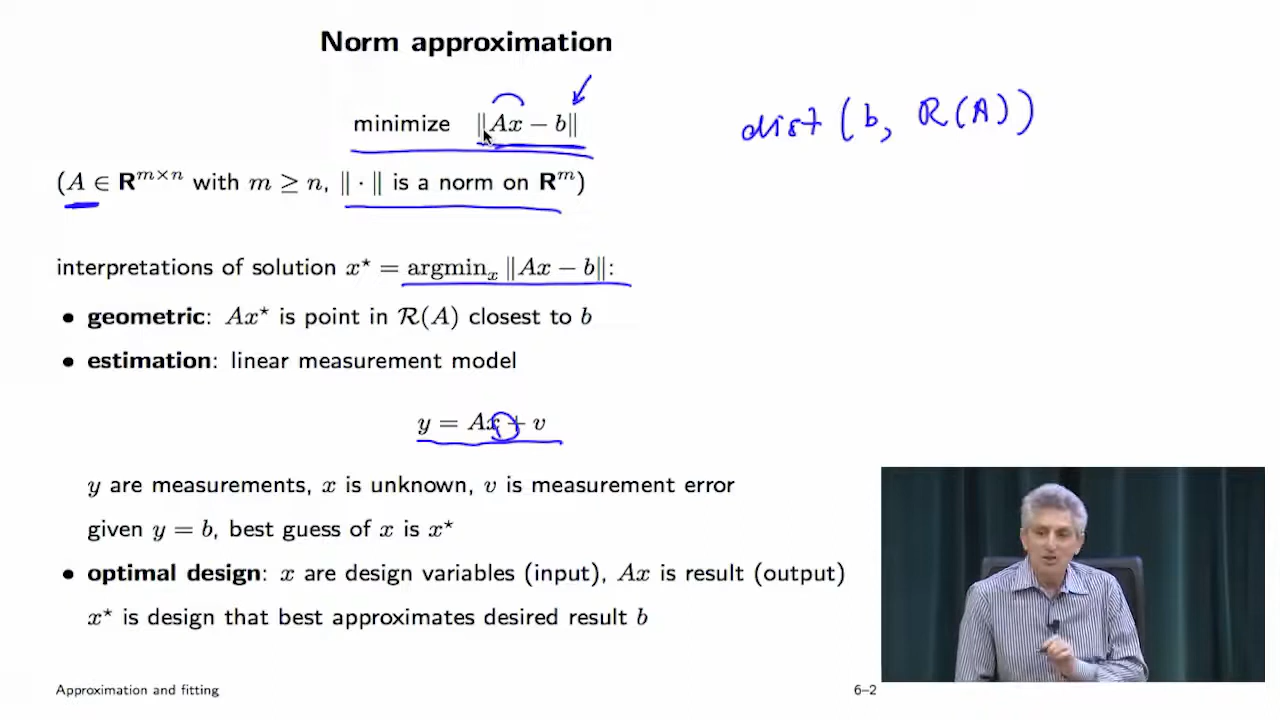 Norm approximation
minimize ‖Ax − b‖
dist (b, R(A))
(A ∈ R^{m×n} with m ≥ n, ‖ · ‖ is a norm on R^m)
interpretations of solution x⋆ = argmin_x ‖Ax − b‖:
• geometric: Ax⋆ is point in R(A) closest to b
• estimation: linear measurement model
y = Ax + v
y are measurements, x is unknown, v is measurement error
given y = b, best guess of x is x⋆
• optimal design: x are design variables (input), Ax is result (output)
x⋆ is design that best approximates desired result b
Approximation and fitting
6–2